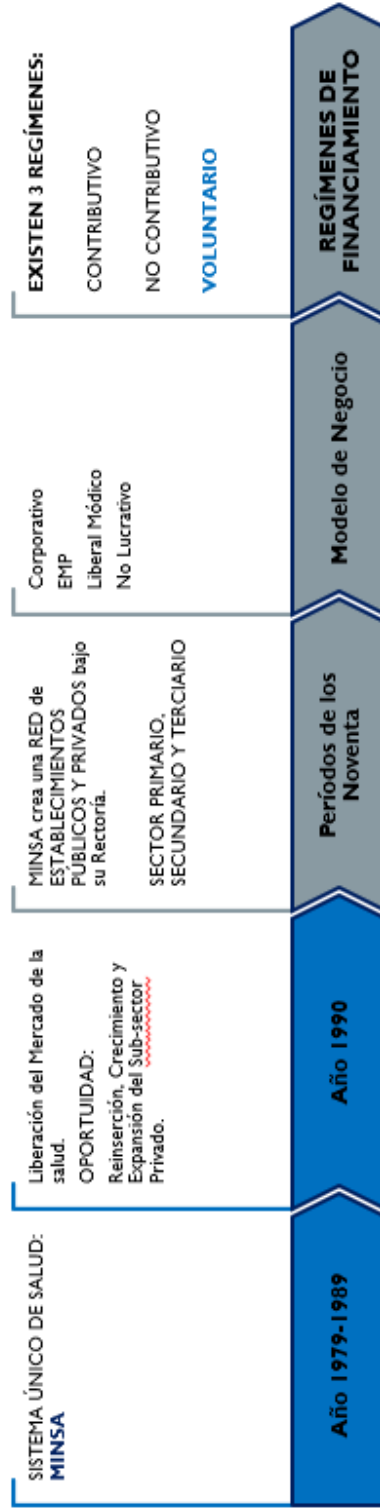 SISTEMA ÚNICO DE SALUD:
MINSA
Año 1979-1989
Liberación del Mercado de la
salud.
OPORTUIDAD:
Reinserción, Crecimiento y
Expansión del Sub-sector
Privado.
Año 1990
MINSA crea una RED de
ESTABLECIMIENTOS
PÚBLICOS Y PRIVADOS bajo
su Rectoría.
SECTOR PRIMARIO,
SECUNDARIO Y TERCIARIO
Períodos de los
Noventa
Corporativo
EMP
Liberal Módico
No Lucrativo
Modelo de Negocio
EXISTEN 3 REGÍMENES:
CONTRIBUTIVO
NO CONTRIBUTIVO
VOLUNTARIO
REGÍMENES DE
FINANCIAMIENTO